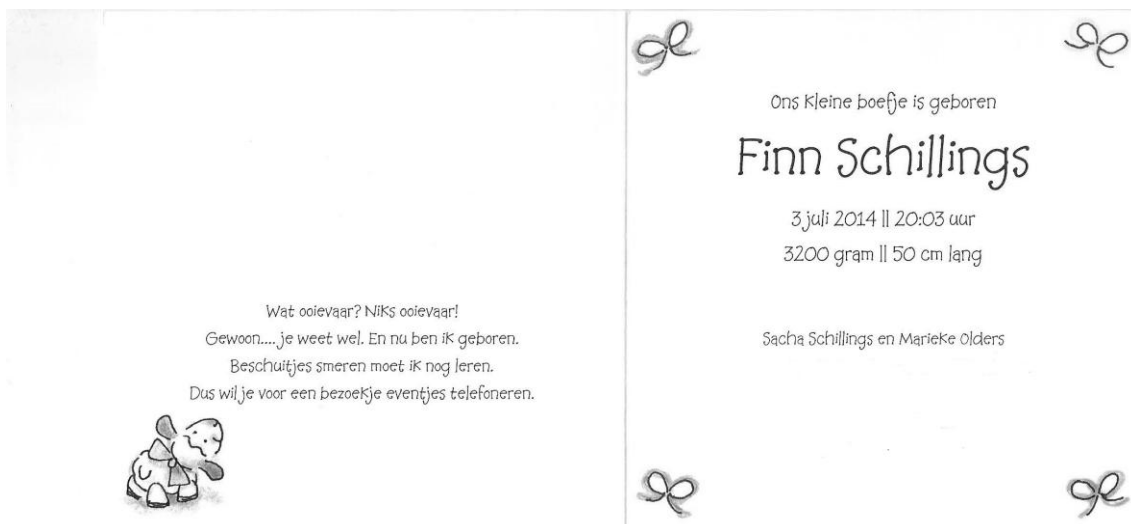 Wat ooievaar? Niks ooievaar!
Gewoon.... je weet wel. En nu ben ik geboren.
Beschuitjes smeren moet ik nog leren.
Dus wil je voor een bezoekje eventjes telefoneren.
Ons kleine boefje is geboren
Finn Schillings
3 juli 2014 || 20:03 uur
3200 gram || 50 cm lang
Sacha Schillings en Marieke Olders